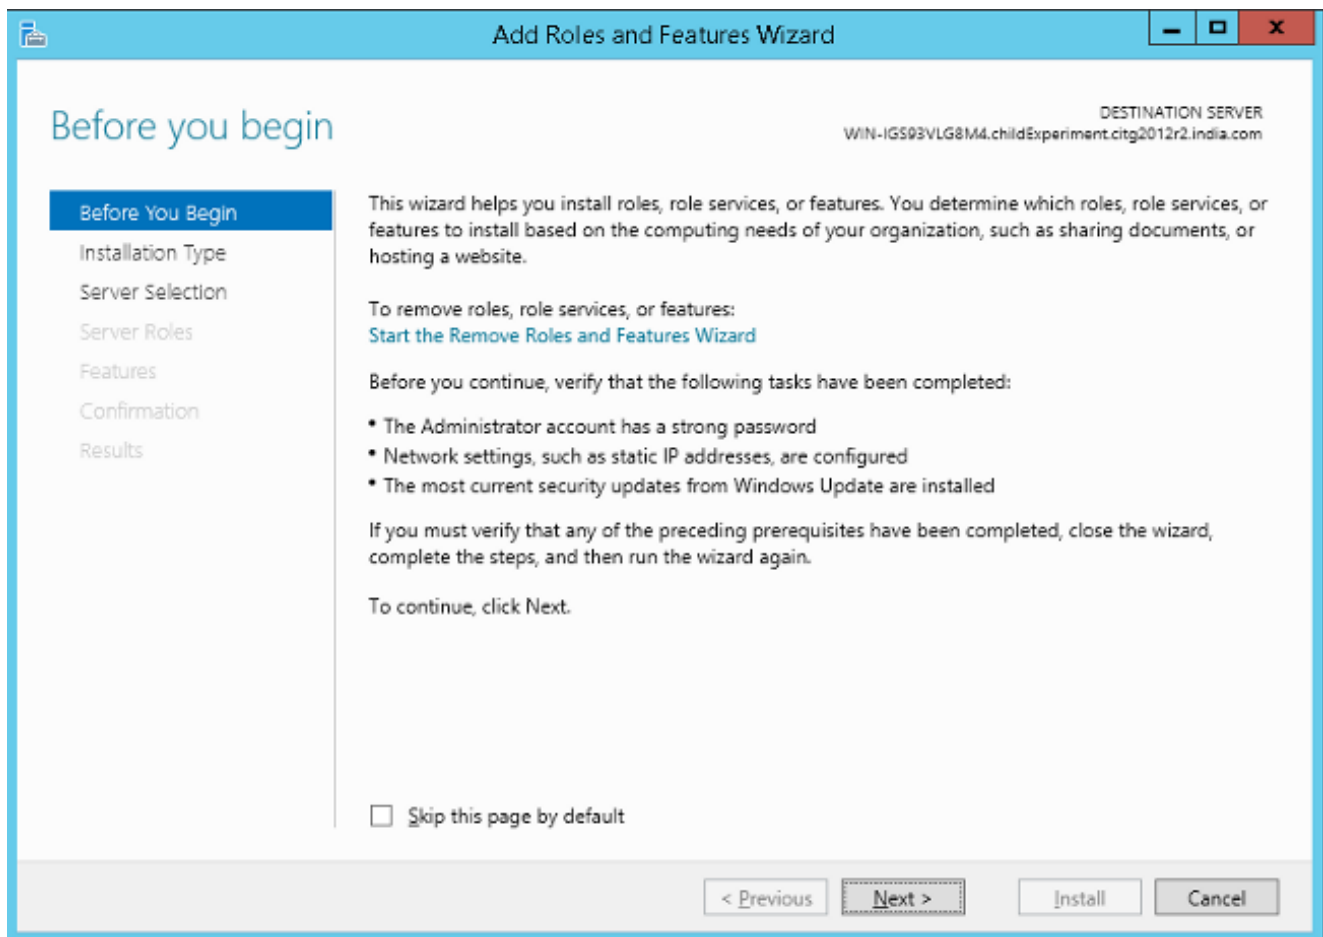 Add Roles and Features Wizard
Before you begin
DESTINATION SERVER
WIN-IGS93VLG8M4.childExperiment.citg2012r2.india.com
Before You Begin
Installation Type
Server Selection
Server Roles
Features
Confirmation
Results
This wizard helps you install roles, role services, or features. You determine which roles, role services, or
features to install based on the computing needs of your organization, such as sharing documents, or
hosting a website.
To remove roles, role services, or features:
Start the Remove Roles and Features Wizard
Before you continue, verify that the following tasks have been completed:
• The Administrator account has a strong password
• Network settings, such as static IP addresses, are configured
• The most current security updates from Windows Update are installed
If you must verify that any of the preceding prerequisites have been completed, close the wizard,
complete the steps, and then run the wizard again.
To continue, click Next.
Skip this page by default
< Previous
Next >
Install
Cancel